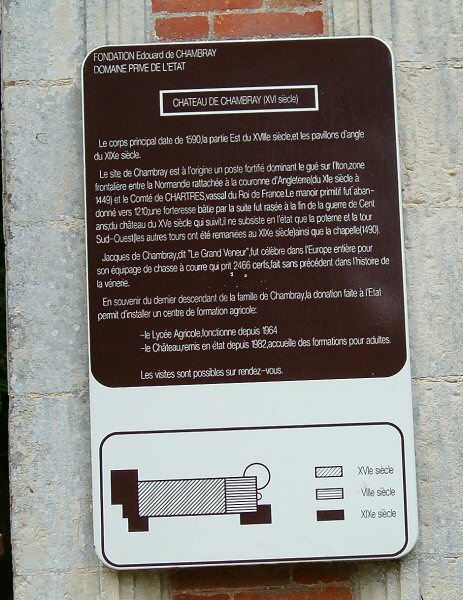 FONDATION Edouard de CHAMBRAY
DOMAINE PRIVE DE L'ETAT
CHATEAU DE CHAMBRAY (XVI siècle)
Le corps principal date de 1590,la partie Est du XVIIIe siècle,et les pavillons d'angle
du XIXe siècle.
Le site de Chambray est à l'origine un poste fortifié dominant le gué sur l'Iton,zone
frontalière entre la Normandie rattachée à la couronne d'Angleterre(du XIe siècle à
1449) et le Comté de CHARTRES,vassal du Roi de France.Le manoir primitif fut aban-
donné vers 1210;une forteresse bâtie par la suite fut rasée à la fin de la guerre de Cent
ans;du château du XVe siècle qui suivit,il ne subsiste en l'état que la poterne et la tour
Sud-Ouest(les autres tours ont été remaniées au XIXe siècle)ainsi que la chapelle(1490).
Jacques de Chambray,dit "Le Grand Veneur",fut célèbre dans l'Europe entière pour
son équipage de chasse à courre qui prit 2466 cerfs,fait sans précédent dans l'histoire de
la vénerie.
En souvenir du dernier descendant de la famille de Chambray,la donation faite à l'Etat
permit d'installer un centre de formation agricole:
-le Lycée Agricole,fonctionne depuis 1964
-le Château,remis en état depuis 1982,accueille des formations pour adultes.
Les visites sont possibles sur rendez-vous.
XVIe siècle
VIIIe siècle
XIXe siècle